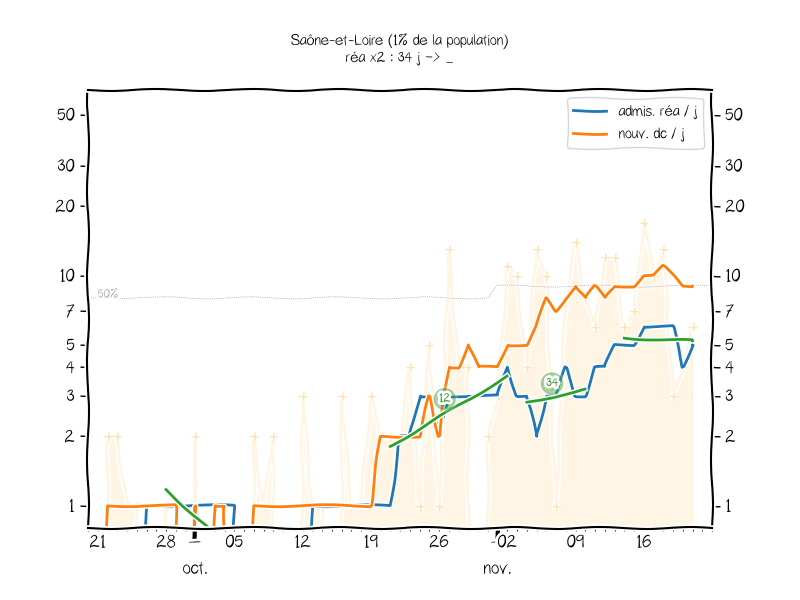 Saône-et-Loire (1% de la population)
réa x2 : 34 j -> _
admis. réa / j
nouv. dc / j
50 50
30 30
20 20
10 10
50%
7 7
5 5
4 4
3 3
2 2
1 1
12
34
21 28 05 12 19 26 02 09 16
oct. nov.